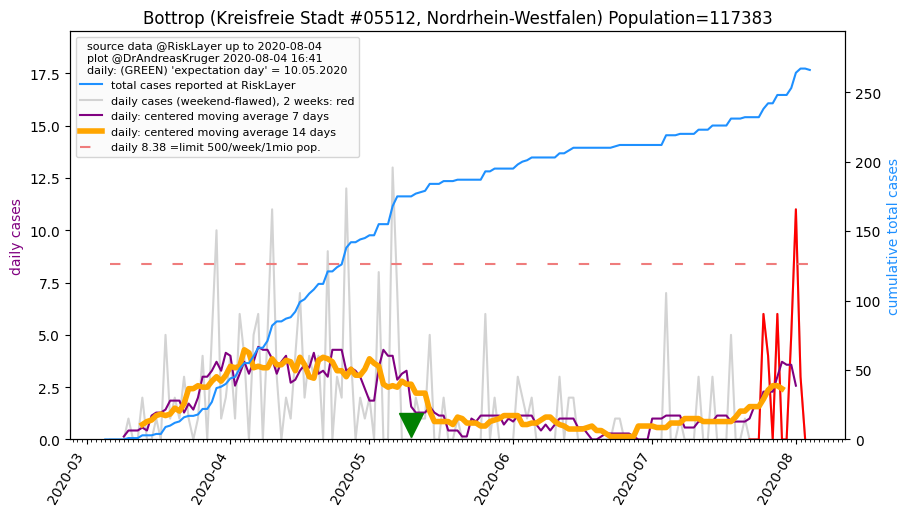 Bottrop (Kreisfreie Stadt #05512, Nordrhein-Westfalen) Population=117383
source data @RiskLayer up to 2020-08-04
plot @DrAndreasKruger 2020-08-04 16:41
daily: (GREEN) 'expectation day' = 10.05.2020
total cases reported at RiskLayer
daily cases (weekend-flawed), 2 weeks: red
daily: centered moving average 7 days
daily: centered moving average 14 days
daily 8.38 =limit 500/week/1mio pop.
daily cases
17.5
15.0
12.5
10.0
7.5
5.0
2.5
0.0
250
200
150
100
50
0
cumulative total cases
2020-03
2020-04
2020-05
2020-06
2020-07
2020-08